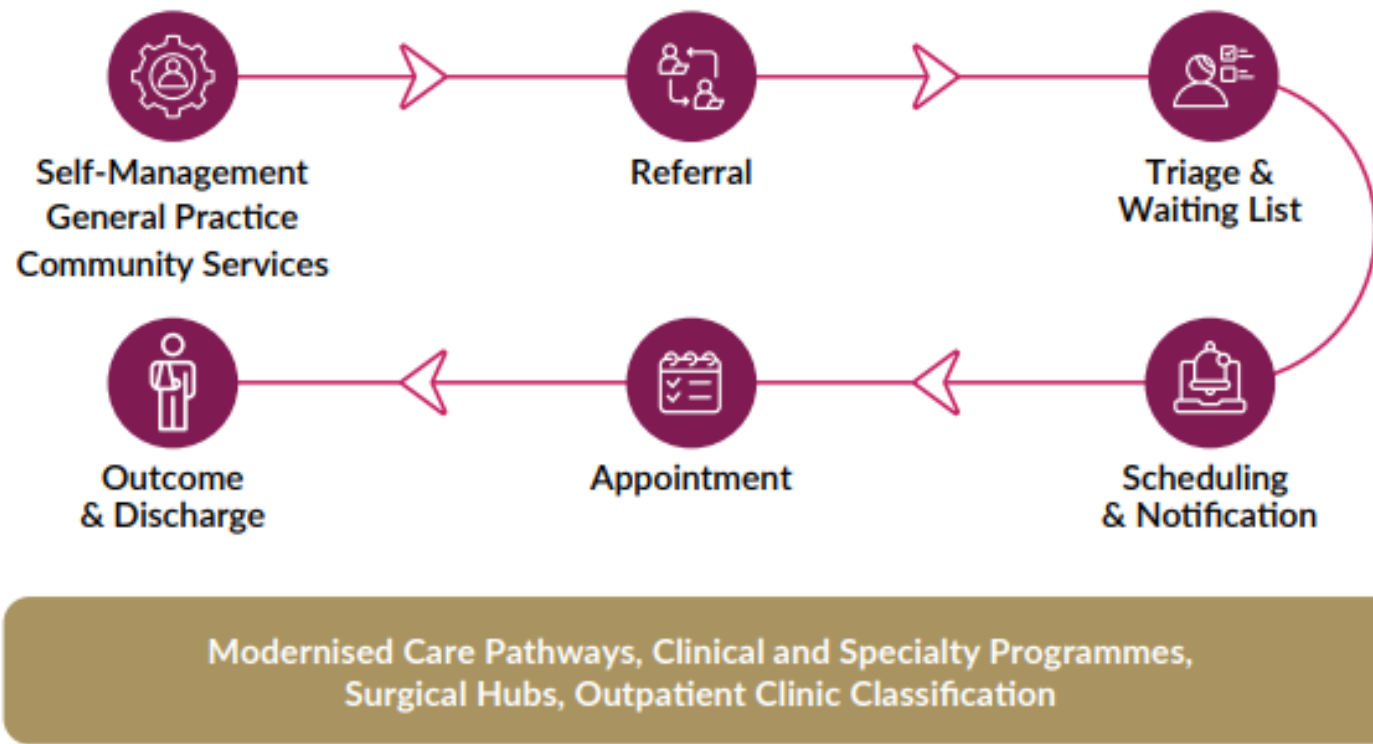 Self-Management
General Practice
Community Services
Referral
Triage &
Waiting List
Scheduling
& Notification
Appointment
Outcome
& Discharge
Modernised Care Pathways, Clinical and Specialty Programmes,
Surgical Hubs, Outpatient Clinic Classification